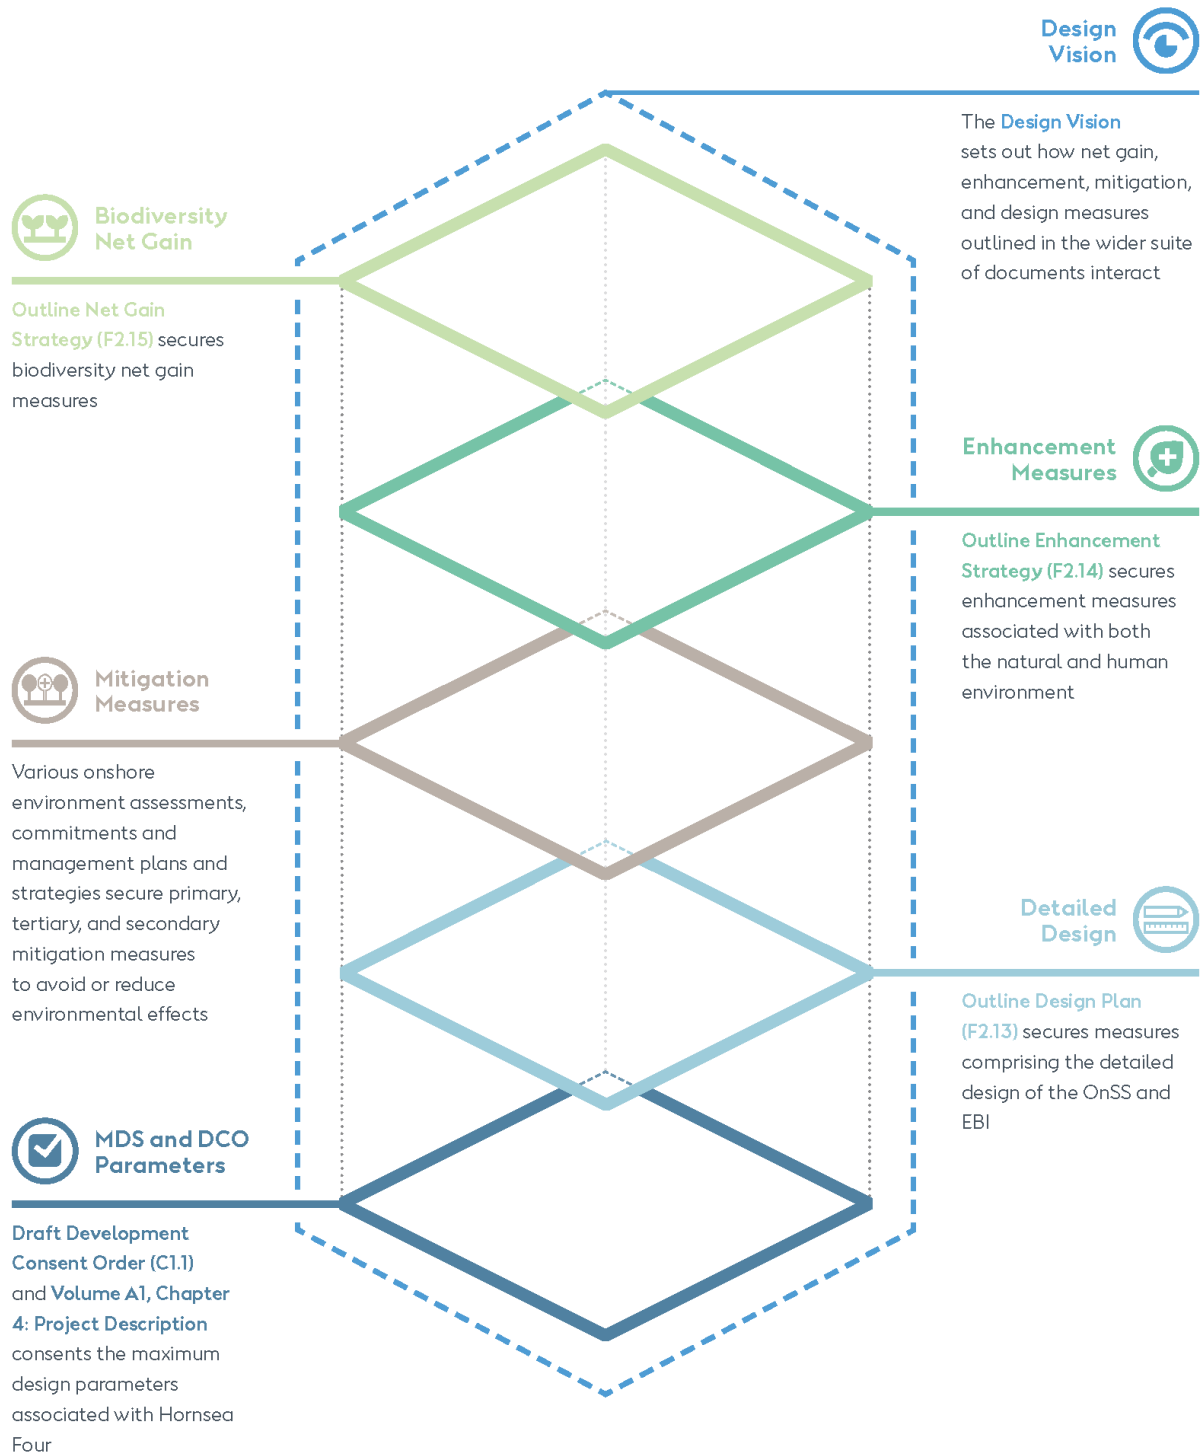 Design
Vision
The Design Vision
sets out how net gain,
enhancement, mitigation,
and design measures
outlined in the wider suite
of documents interact
Biodiversity
Net Gain
Outline Net Gain
Strategy (F2.15) secures
biodiversity net gain
measures
Enhancement
Measures
Outline Enhancement
Strategy (F2.14) secures
enhancement measures
associated with both
the natural and human
environment
Mitigation
Measures
Various onshore
environment assessments,
commitments and
management plans and
strategies secure primary,
tertiary, and secondary
mitigation measures
to avoid or reduce
environmental effects
Detailed
Design
Outline Design Plan
(F2.13) secures measures
comprising the detailed
design of the OnSS and
EBI
MDS and DCO
Parameters
Draft Development
Consent Order (C1.1)
and Volume A1, Chapter
4: Project Description
consents the maximum
design parameters
associated with Hornsea
Four